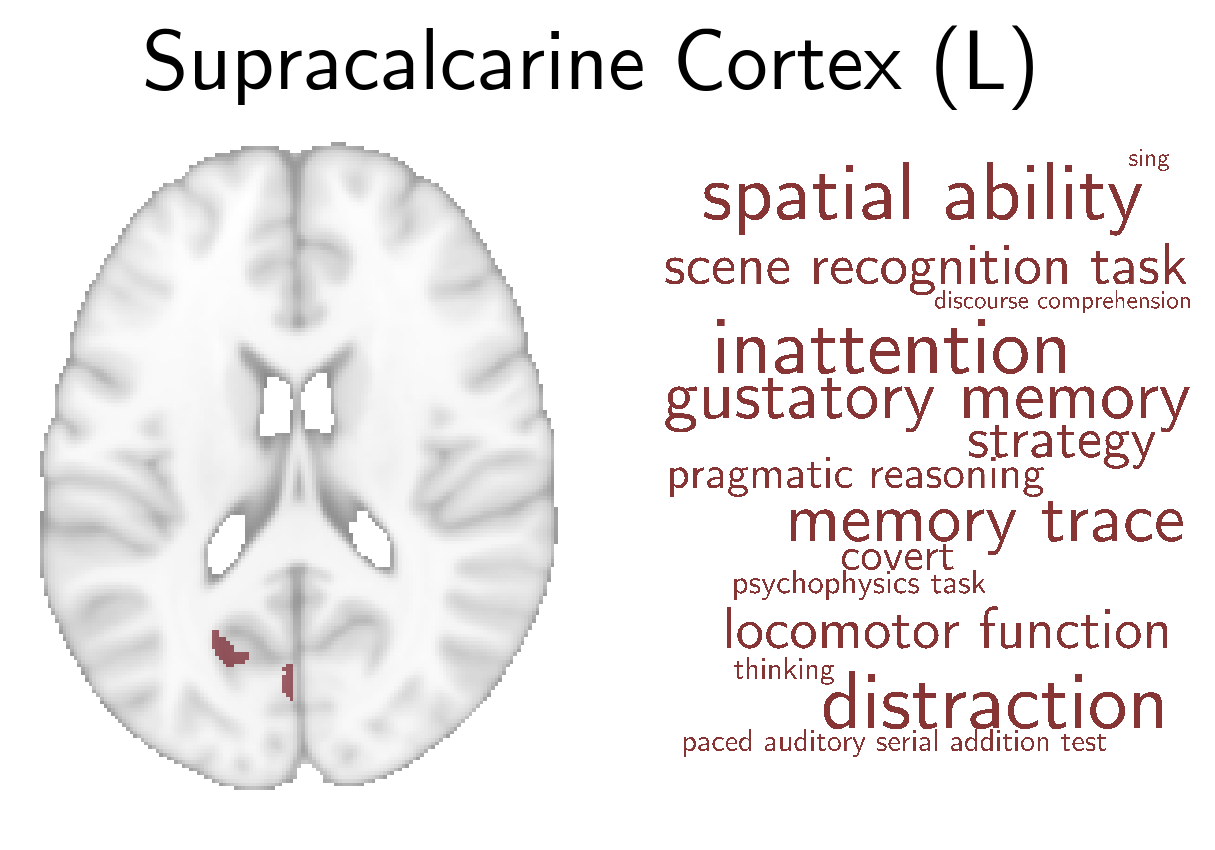 Supracalcarine Cortex (L)
sing
spatial ability
scene recognition task
discourse comprehension
inattention
gustatory memory
strategy
pragmatic reasoning
memory trace
covert
psychophysics task
locomotor function
thinking
distraction
paced auditory serial addition test